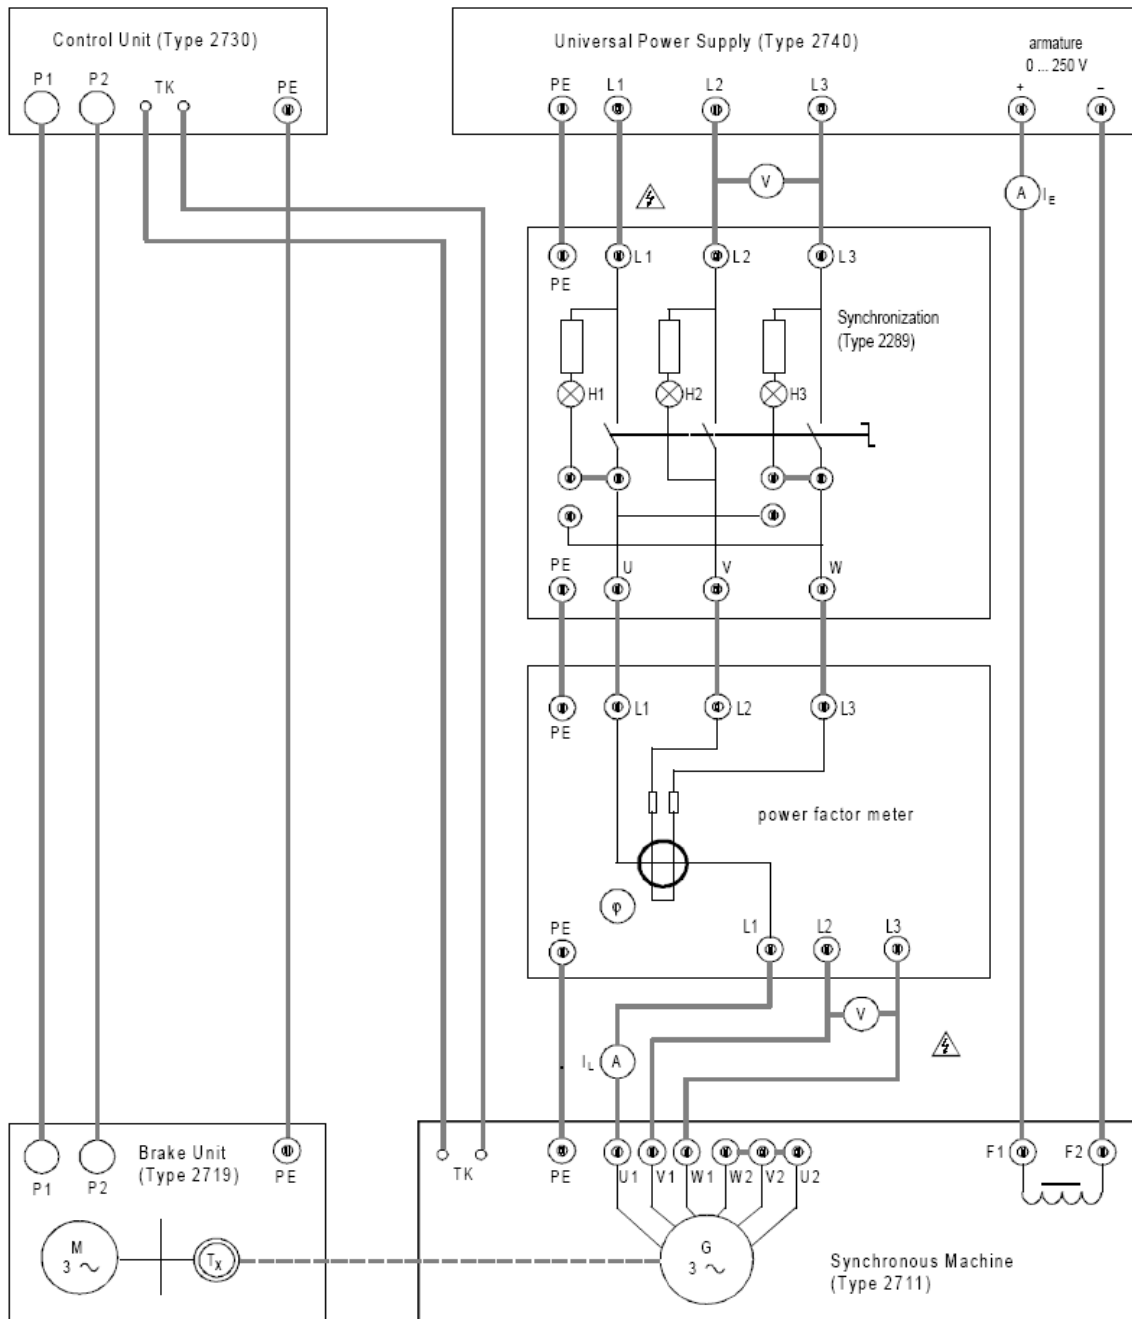 Control Unit (Type 2730)
P1 P2 TK PE
Universal Power Supply (Type 2740)
armature
0 ... 250 V
PE L1 L2 L3 + −
V
A I_E
L1 L2 L3
PE
Synchronization
(Type 2289)
H1 H2 H3
PE U V W
L1 L2 L3
PE
power factor meter
φ
PE L1 L2 L3
V
I_L A
Brake Unit
(Type 2719)
P1 P2 PE
TK PE U1 V1 W1 W2 V2 U2 F1 F2
M
3 ~
T_X
G
3 ~
Synchronous Machine
(Type 2711)